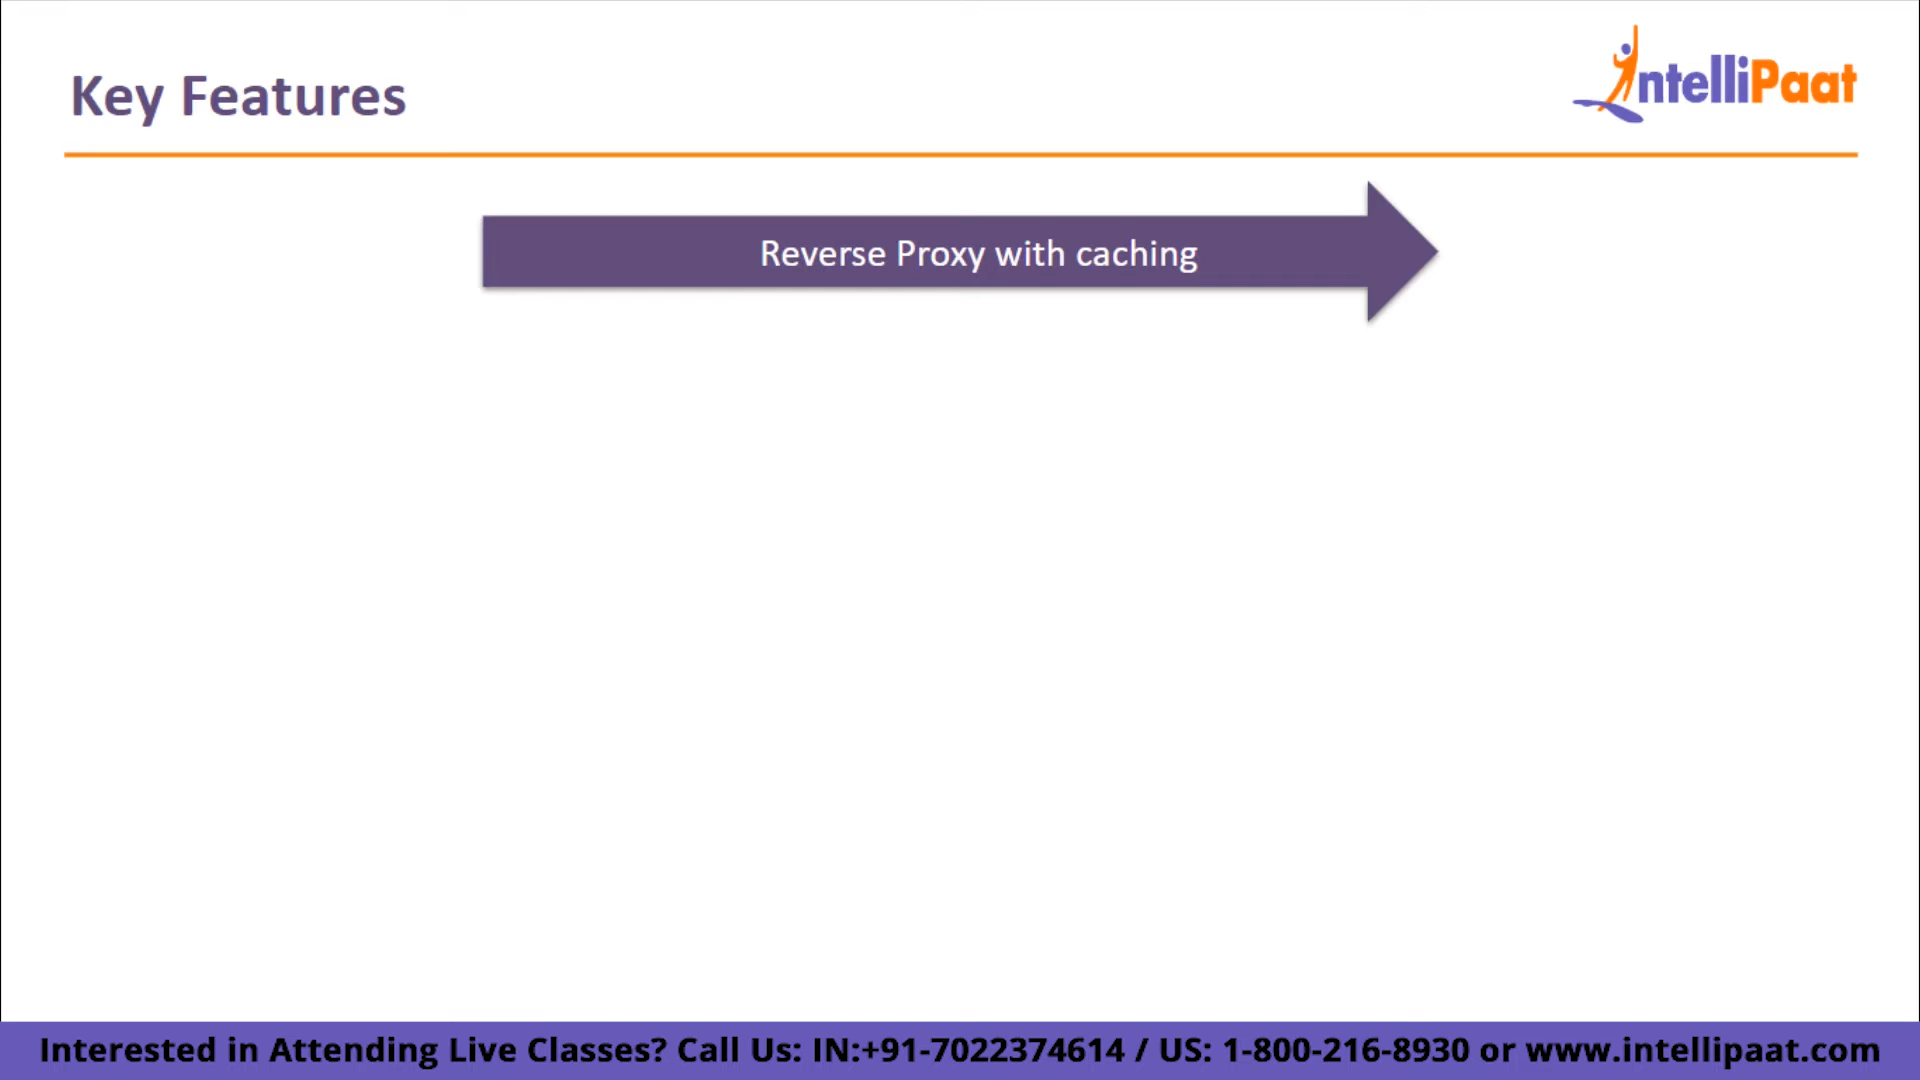 Key Features
IntelliPaat
Reverse Proxy with caching
Interested in Attending Live Classes? Call Us: IN:+91-7022374614 / US: 1-800-216-8930 or www.intellipaat.com